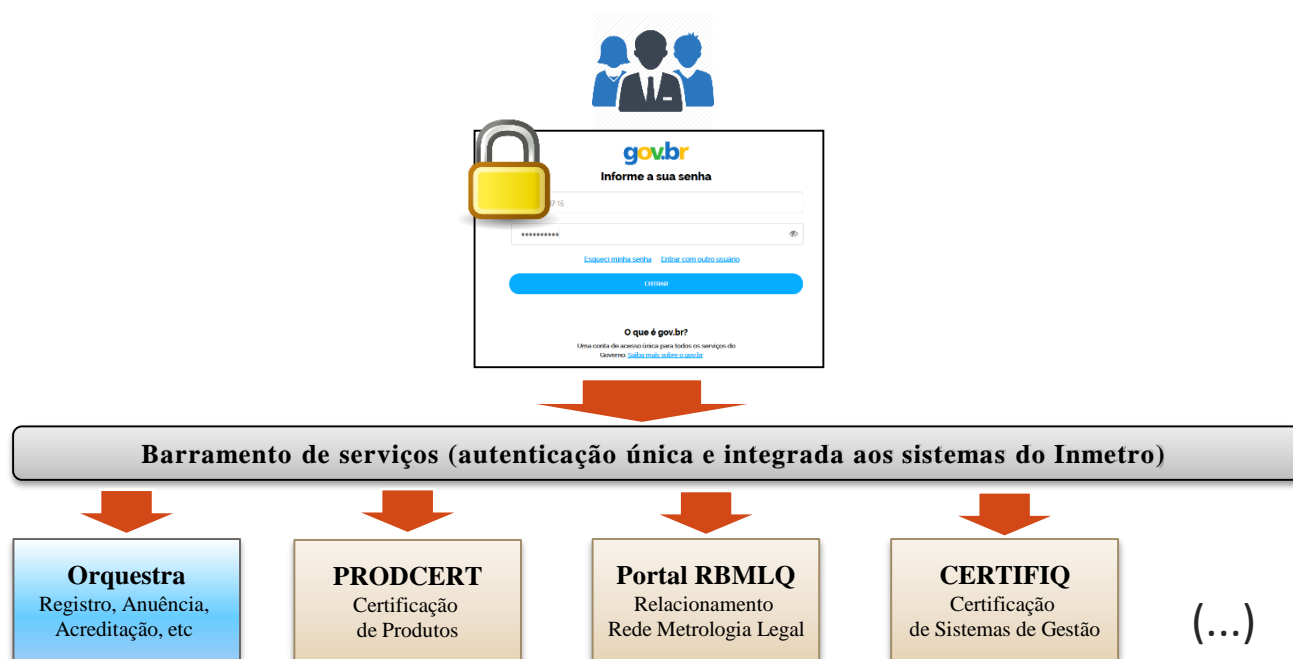 gov.br
Informe a sua senha
7-15
••••••••••
Esqueci minha senha Entrar com outro usuário
ENTRAR
O que é gov.br?
Uma conta de acesso única para todos os serviços do
Governo. Saiba mais sobre o gov.br
Barramento de serviços (autenticação única e integrada aos sistemas do Inmetro)
Orquestra
Registro, Anuência,
Acreditação, etc
PRODCERT
Certificação
de Produtos
Portal RBMLQ
Relacionamento
Rede Metrologia Legal
CERTIFIQ
Certificação
de Sistemas de Gestão
(...)